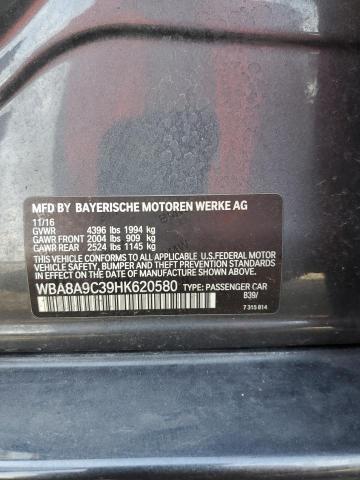 MFD BY BAYERISCHE MOTOREN WERKE AG
11/16
GVWR 4396 lbs 1994 kg
GAWR FRONT 2004 lbs 909 kg
GAWR REAR 2524 lbs 1145 kg
THIS VEHICLE CONFORMS TO ALL APPLICABLE U.S.FEDERAL MOTOR
VEHICLE SAFETY, BUMPER, AND THEFT PREVENTION STANDARDS
IN EFFECT ON THE DATE OF MANUFACTURE SHOWN ABOVE.
WBA8A9C39HK620580 TYPE: PASSENGER CAR
B39/
7 315 814